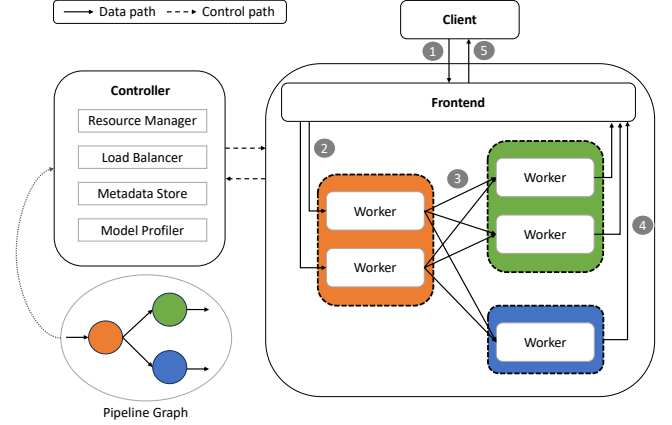 Data path
Control path
Client
1
5
Controller
Resource Manager
Load Balancer
Metadata Store
Model Profiler
Frontend
2
3
4
Worker
Worker
Worker
Worker
Worker
Pipeline Graph